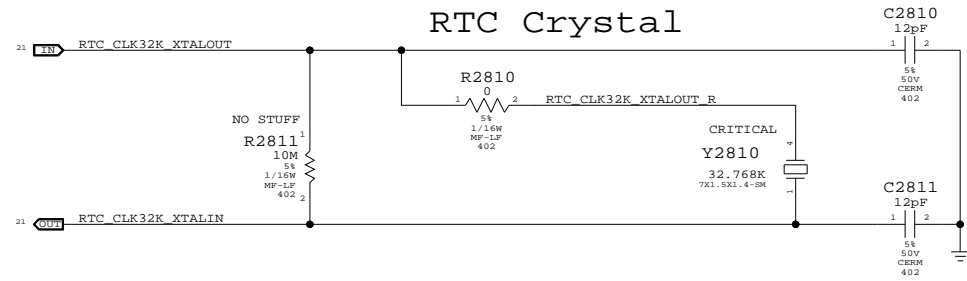 RTC Crystal
C2810
12pF
1 2
5%
50V
CERM
402
21 IN RTC_CLK32K_XTALOUT
R2810
0
1 2
5%
1/16W
MF-LF
402
RTC_CLK32K_XTALOUT_R
NO STUFF
R2811
1
10M
5%
1/16W
MF-LF
402
2
CRITICAL
Y2810
4
32.768K
7X1.5X1.4-SM
1
C2811
12pF
1 2
5%
50V
CERM
402
21 OUT RTC_CLK32K_XTALIN